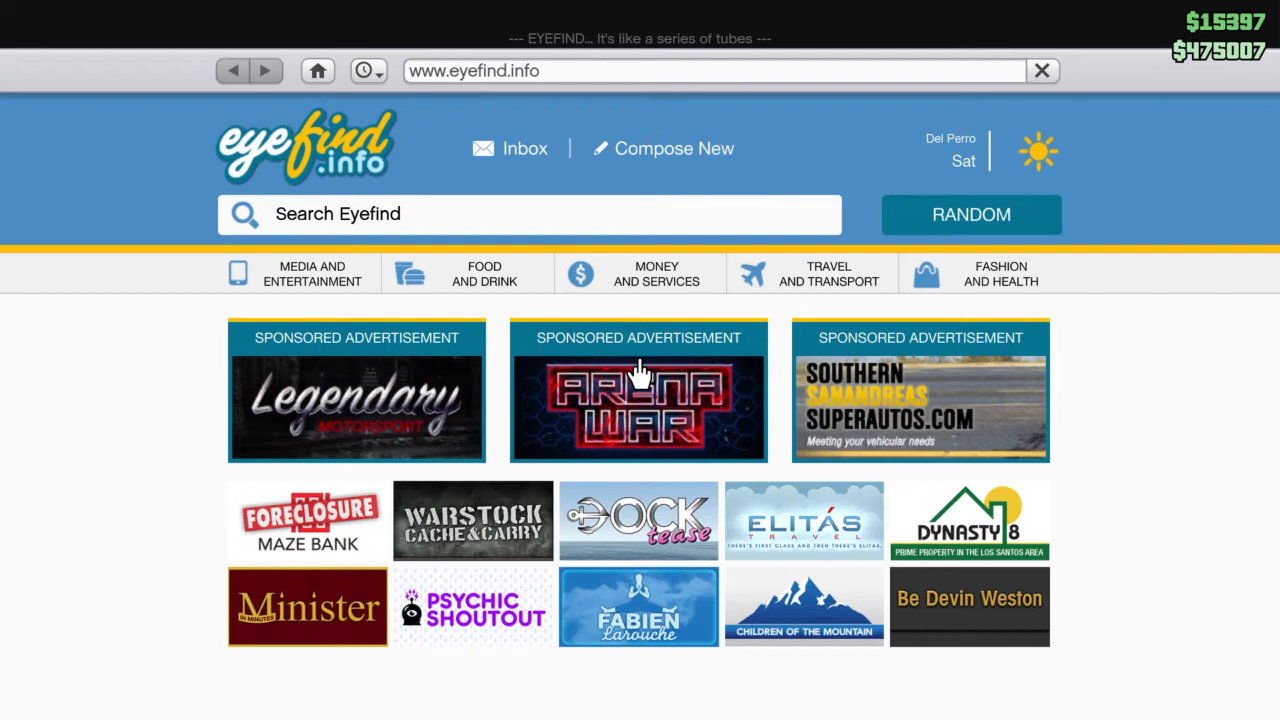 $15397
--- EYEFIND... It's like a series of tubes ---
$475007
www.eyefind.info
eyefind
.info
Inbox
Compose New
Del Perro
Sat
Search Eyefind
RANDOM
MEDIA AND
ENTERTAINMENT
FOOD
AND DRINK
MONEY
AND SERVICES
TRAVEL
AND TRANSPORT
FASHION
AND HEALTH
SPONSORED ADVERTISEMENT
Legendary
MOTORSPORT
SPONSORED ADVERTISEMENT
ARENA
WAR
SPONSORED ADVERTISEMENT
SOUTHERN
SANANDREAS
SUPERAUTOS.COM
Meeting your vehicular needs
FORECLOSURE
MAZE BANK
WARSTOCK
CACHE&CARRY
DOCK
tease
ELITÁS
TRAVEL
THERE'S FIRST CLASS AND THEN THERE'S ELITÁS.
DYNASTY 8
PRIME PROPERTY IN THE LOS SANTOS AREA
Minister
IN MINUTES
PSYCHIC
SHOUTOUT
FABIEN
Larouche
CHILDREN OF THE MOUNTAIN
Be Devin Weston